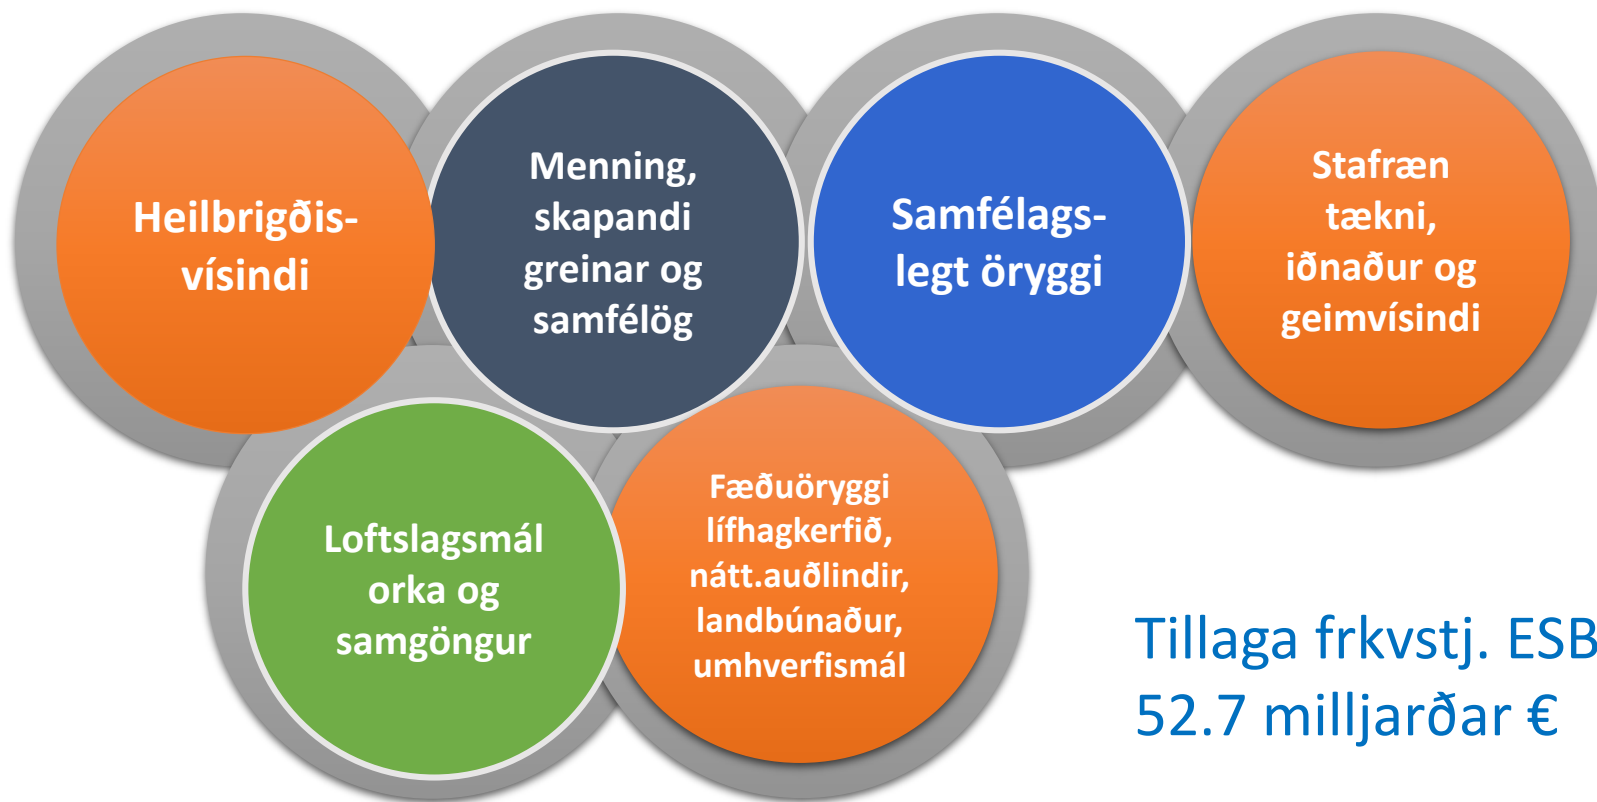 Heilbrigðis-
vísindi
Menning,
skapandi
greinar og
samfélög
Samfélags-
legt öryggi
Stafræn
tækni,
iðnaður og
geimvísindi
Loftslagsmál
orka og
samgöngur
Fæðuöryggi
lífhagkerfið,
nátt.auðlindir,
landbúnaður,
umhverfismál
Tillaga frkvstj. ESB
52.7 milljarðar €